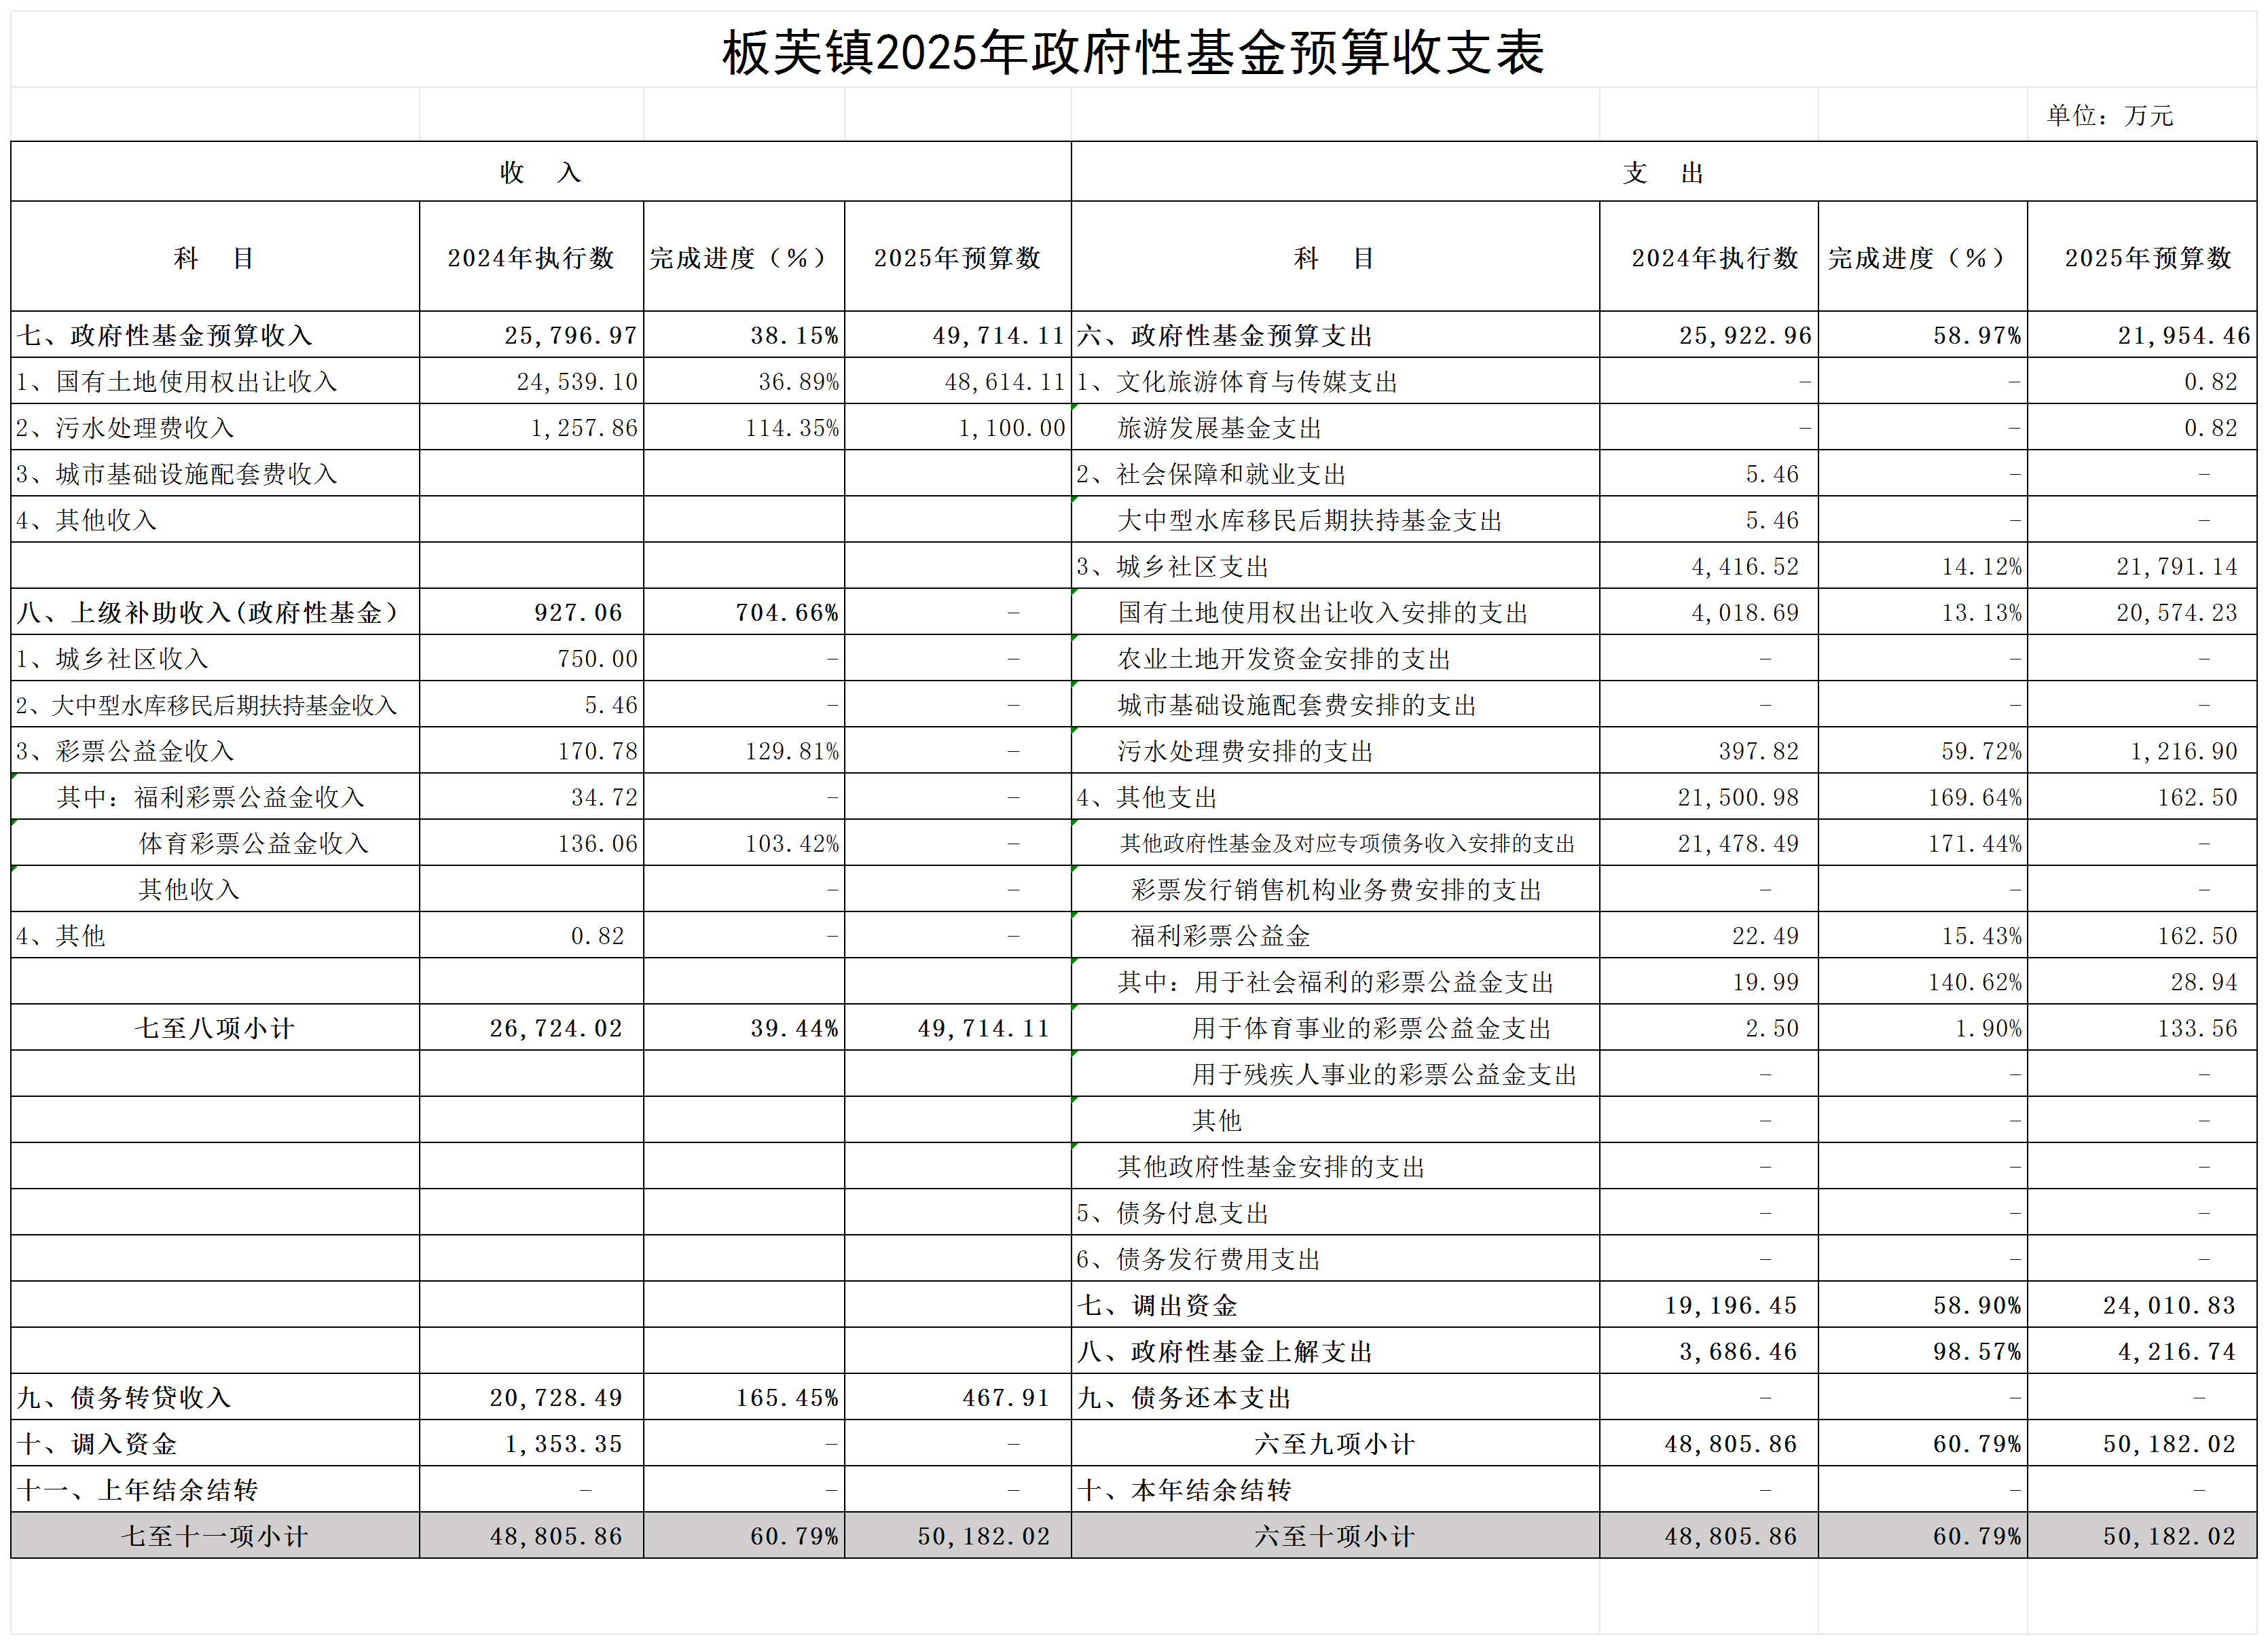 板芙镇2025年政府性基金预算收支表
单位：万元
收 入 支 出
科 目 2024年执行数 完成进度（%） 2025年预算数 科 目 2024年执行数 完成进度（%） 2025年预算数
七、政府性基金预算收入 25,796.97 38.15% 49,714.11 六、政府性基金预算支出 25,922.96 58.97% 21,954.46
1、国有土地使用权出让收入 24,539.10 36.89% 48,614.11 1、文化旅游体育与传媒支出 – – 0.82
2、污水处理费收入 1,257.86 114.35% 1,100.00 旅游发展基金支出 – – 0.82
3、城市基础设施配套费收入 2、社会保障和就业支出 5.46 – –
4、其他收入 大中型水库移民后期扶持基金支出 5.46 – –
3、城乡社区支出 4,416.52 14.12% 21,791.14
八、上级补助收入(政府性基金） 927.06 704.66% – 国有土地使用权出让收入安排的支出 4,018.69 13.13% 20,574.23
1、城乡社区收入 750.00 – – 农业土地开发资金安排的支出 – – –
2、大中型水库移民后期扶持基金收入 5.46 – – 城市基础设施配套费安排的支出 – – –
3、彩票公益金收入 170.78 129.81% – 污水处理费安排的支出 397.82 59.72% 1,216.90
其中：福利彩票公益金收入 34.72 – – 4、其他支出 21,500.98 169.64% 162.50
体育彩票公益金收入 136.06 103.42% – 其他政府性基金及对应专项债务收入安排的支出 21,478.49 171.44% –
其他收入 – – 彩票发行销售机构业务费安排的支出 – – –
4、其他 0.82 – – 福利彩票公益金 22.49 15.43% 162.50
其中：用于社会福利的彩票公益金支出 19.99 140.62% 28.94
七至八项小计 26,724.02 39.44% 49,714.11 用于体育事业的彩票公益金支出 2.50 1.90% 133.56
用于残疾人事业的彩票公益金支出 – – –
其他 – – –
其他政府性基金安排的支出 – – –
5、债务付息支出 – – –
6、债务发行费用支出 – – –
七、调出资金 19,196.45 58.90% 24,010.83
八、政府性基金上解支出 3,686.46 98.57% 4,216.74
九、债务转贷收入 20,728.49 165.45% 467.91 九、债务还本支出 – – –
十、调入资金 1,353.35 – – 六至九项小计 48,805.86 60.79% 50,182.02
十一、上年结余结转 – – – 十、本年结余结转 – – –
七至十一项小计 48,805.86 60.79% 50,182.02 六至十项小计 48,805.86 60.79% 50,182.02